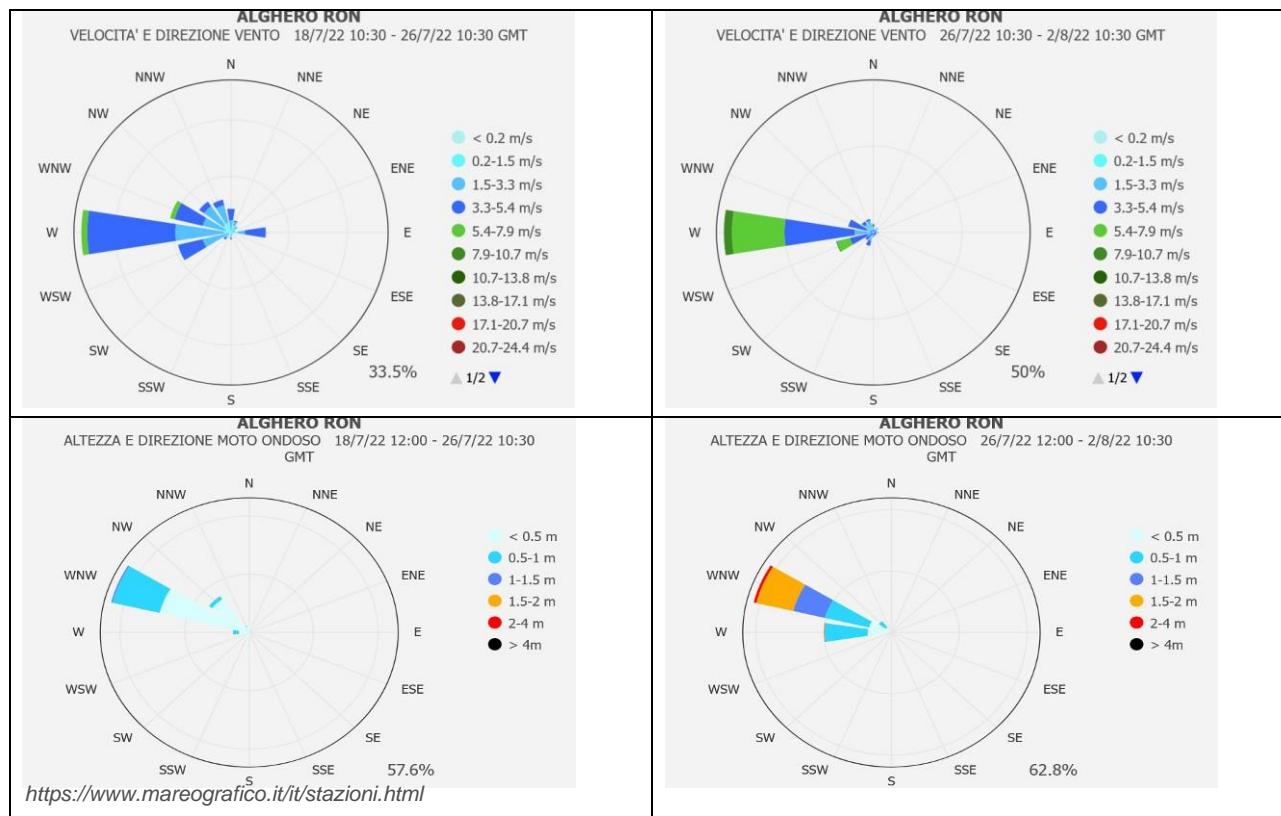 ALGHERO RON
VELOCITA' E DIREZIONE VENTO 18/7/22 10:30 - 26/7/22 10:30 GMT
N
NNW
NNE
NW
NE
WNW
ENE
W
E
WSW
ESE
SW
SE
SSW
SSE
S
33.5%
< 0.2 m/s
0.2-1.5 m/s
1.5-3.3 m/s
3.3-5.4 m/s
5.4-7.9 m/s
7.9-10.7 m/s
10.7-13.8 m/s
13.8-17.1 m/s
17.1-20.7 m/s
20.7-24.4 m/s
1/2
ALGHERO RON
VELOCITA' E DIREZIONE VENTO 26/7/22 10:30 - 2/8/22 10:30 GMT
N
NNW
NNE
NW
NE
WNW
ENE
W
E
WSW
ESE
SW
SE
SSW
SSE
S
50%
< 0.2 m/s
0.2-1.5 m/s
1.5-3.3 m/s
3.3-5.4 m/s
5.4-7.9 m/s
7.9-10.7 m/s
10.7-13.8 m/s
13.8-17.1 m/s
17.1-20.7 m/s
20.7-24.4 m/s
1/2
ALGHERO RON
ALTEZZA E DIREZIONE MOTO ONDOSO 18/7/22 12:00 - 26/7/22 10:30
GMT
N
NNW
NNE
NW
NE
WNW
ENE
W
E
WSW
ESE
SW
SE
SSW
SSE
S
57.6%
< 0.5 m
0.5-1 m
1-1.5 m
1.5-2 m
2-4 m
> 4m
https://www.mareografico.it/it/stazioni.html
ALGHERO RON
ALTEZZA E DIREZIONE MOTO ONDOSO 26/7/22 12:00 - 2/8/22 10:30
GMT
N
NNW
NNE
NW
NE
WNW
ENE
W
E
WSW
ESE
SW
SE
SSW
SSE
S
62.8%
< 0.5 m
0.5-1 m
1-1.5 m
1.5-2 m
2-4 m
> 4m